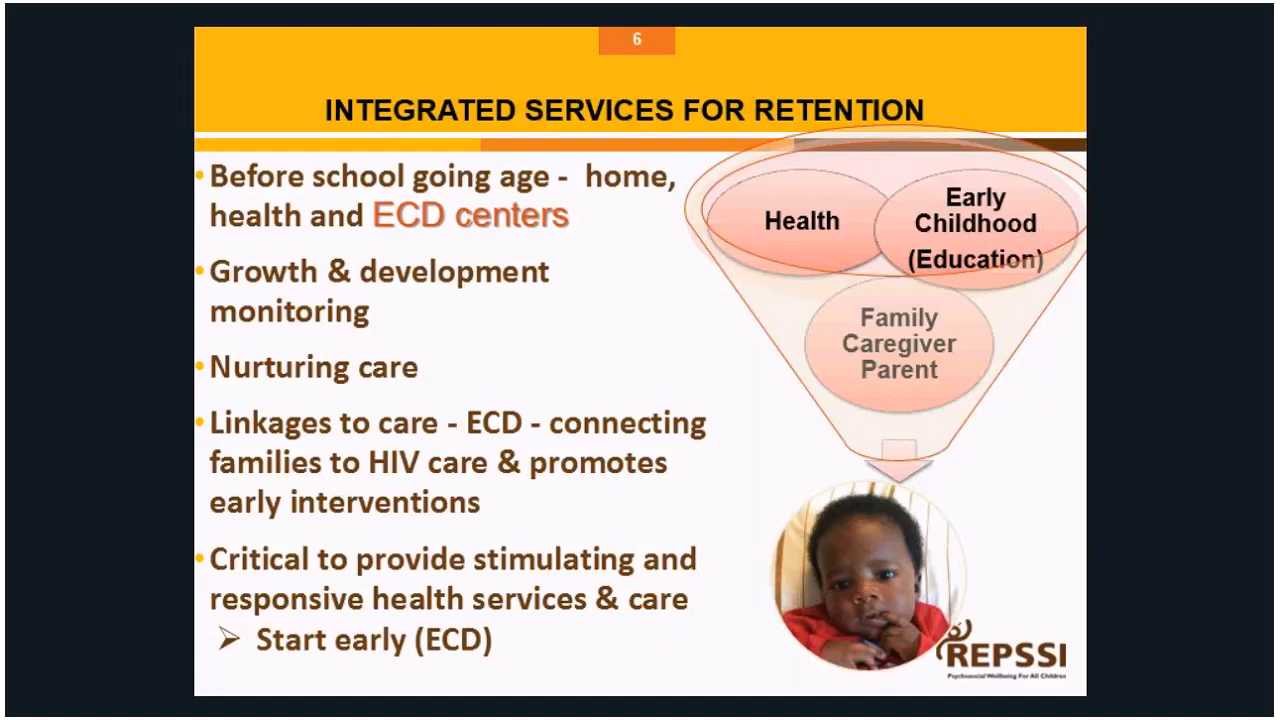 6
INTEGRATED SERVICES FOR RETENTION
•Before school going age -  home,
health and ECD centers
•Growth & development
monitoring
•Nurturing care
•Linkages to care - ECD - connecting
families to HIV care & promotes
early interventions
•Critical to provide stimulating and
responsive health services & care
➢ Start early (ECD)
Health
Early
Childhood
(Education)
Family
Caregiver
Parent
REPSSI
Psychosocial Wellbeing For All Children